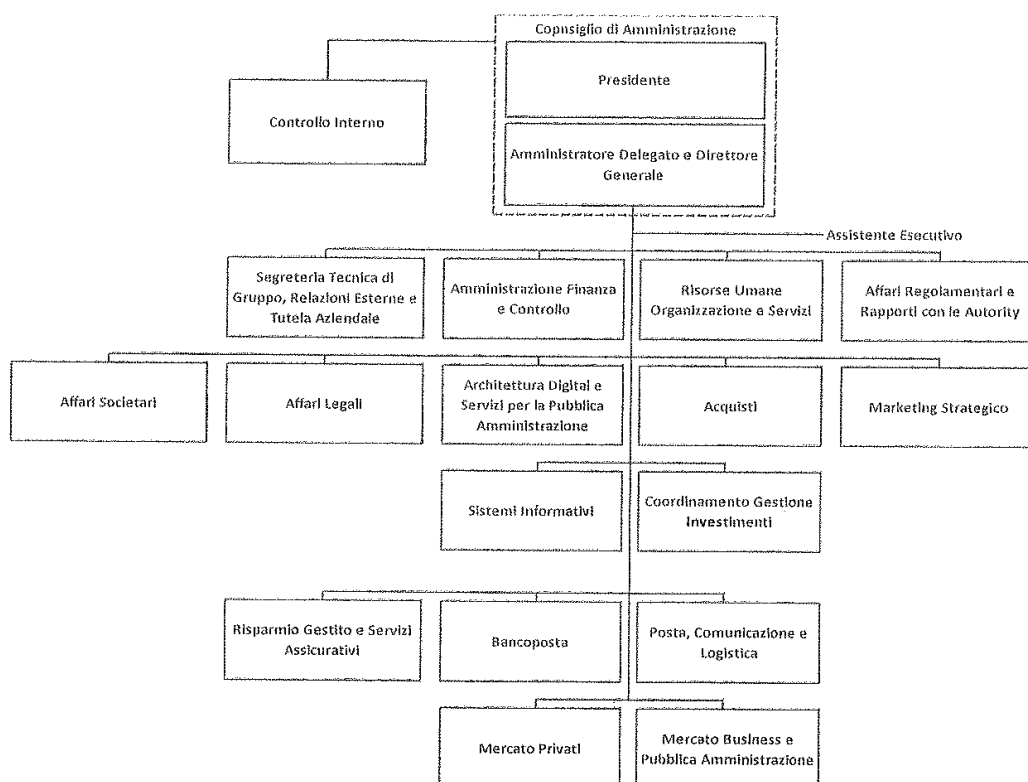 Copnsiglio di Amministrazione
Presidente
Controllo Interno
Amministratore Delegato e Direttore
Generale
Assistente Esecutivo
Segreteria Tecnica di
Gruppo, Relazioni Esterne e
Tutela Aziendale
Amministrazione Finanza
e Controllo
Risorse Umane
Organizzazione e Servizi
Affari Regolamentari e
Rapporti con le Autority
Affari Societari
Affari Legali
Architettura Digital e
Servizi per la Pubblica
Amministrazione
Acquisti
Marketing Strategico
Sistemi Informativi
Coordinamento Gestione
Investimenti
Risparmio Gestito e Servizi
Assicurativi
Bancoposta
Posta, Comunicazione e
Logistica
Mercato Privati
Mercato Business e
Pubblica Amministrazione